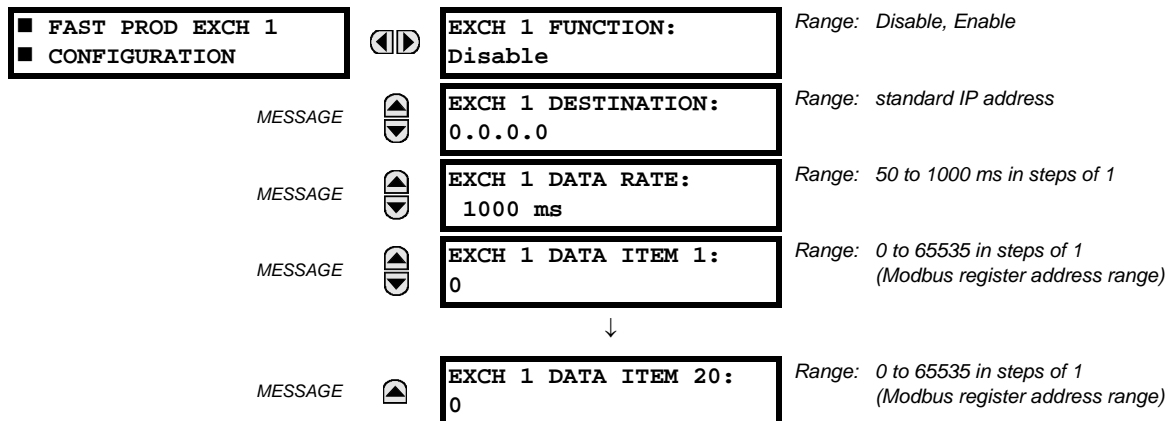 ■ FAST PROD EXCH 1
■ CONFIGURATION
EXCH 1 FUNCTION:
Disable
Range: Disable, Enable
MESSAGE
EXCH 1 DESTINATION:
0.0.0.0
Range: standard IP address
MESSAGE
EXCH 1 DATA RATE:
1000 ms
Range: 50 to 1000 ms in steps of 1
MESSAGE
EXCH 1 DATA ITEM 1:
0
Range: 0 to 65535 in steps of 1
(Modbus register address range)
↓
MESSAGE
EXCH 1 DATA ITEM 20:
0
Range: 0 to 65535 in steps of 1
(Modbus register address range)